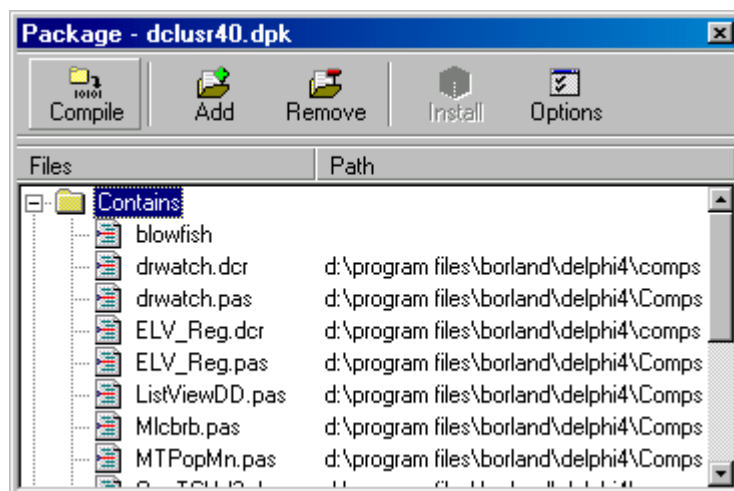 Package - dclusr40.dpk
Compile Add Remove Install Options
Files Path
Contains
blowfish
drwatch.dcr d:\program files\borland\delphi4\comps
drwatch.pas d:\program files\borland\delphi4\Comps
ELV_Reg.dcr d:\program files\borland\delphi4\comps
ELV_Reg.pas d:\program files\borland\delphi4\Comps
ListViewDD.pas d:\program files\borland\delphi4\Comps
Mlcbrb.pas d:\program files\borland\delphi4\Comps
MTPopMn.pas d:\program files\borland\delphi4\Comps